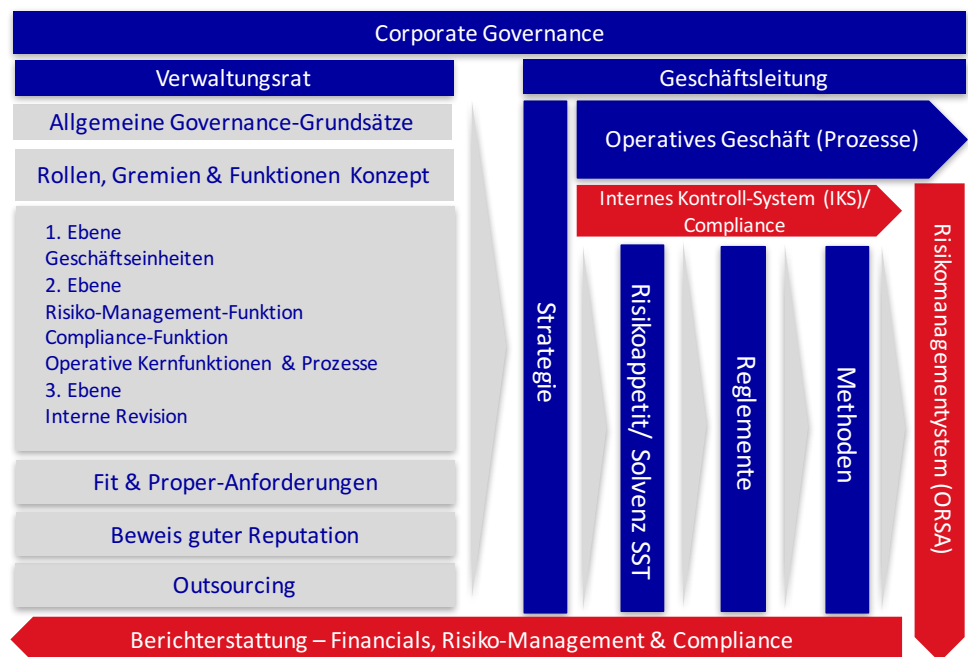 Corporate Governance
Verwaltungsrat
Geschäftsleitung
Allgemeine Governance-Grundsätze
Rollen, Gremien & Funktionen Konzept
1. Ebene
Geschäftseinheiten
2. Ebene
Risiko-Management-Funktion
Compliance-Funktion
Operative Kernfunktionen & Prozesse
3. Ebene
Interne Revision
Fit & Proper-Anforderungen
Beweis guter Reputation
Outsourcing
Strategie
Operatives Geschäft (Prozesse)
Internes Kontroll-System (IKS)/
Compliance
Risikoappetit/ Solvenz SST
Reglemente
Methoden
Risikomanagementystem (ORSA)
Berichterstattung – Financials, Risiko-Management & Compliance